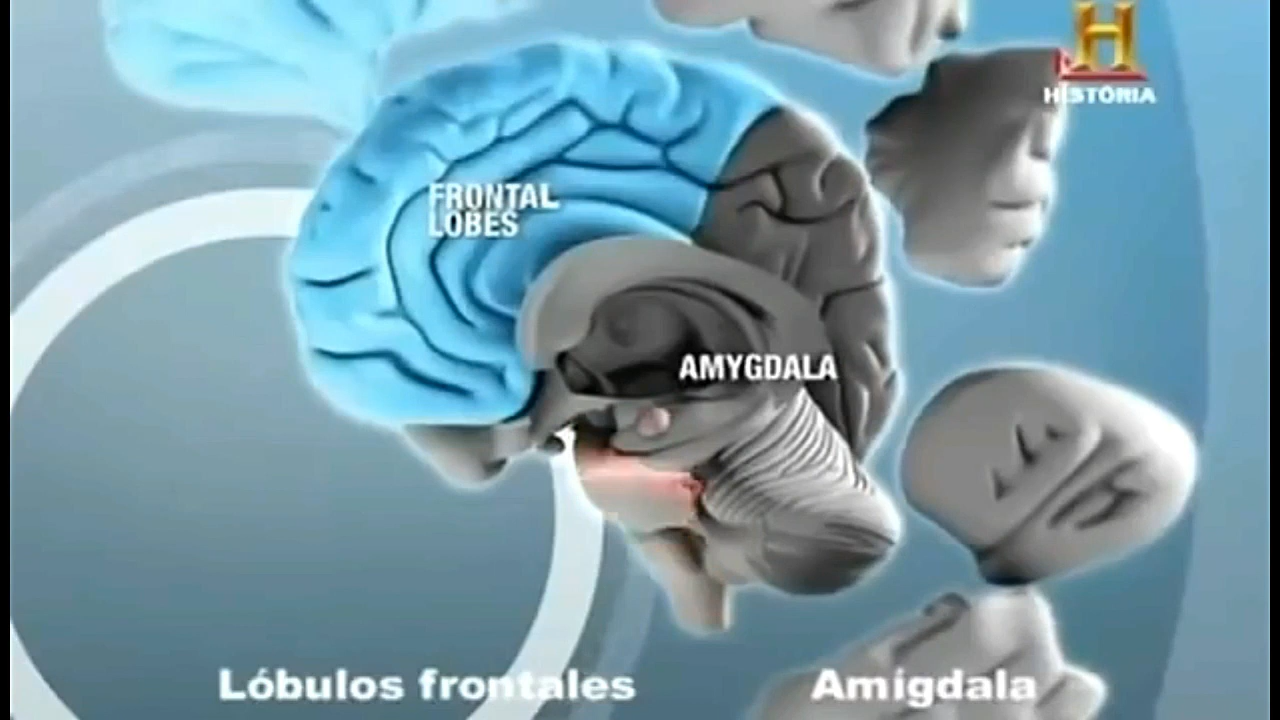 H
HISTORIA
FRONTAL
LOBES
AMYGDALA
Lóbulos frontales
Amígdala